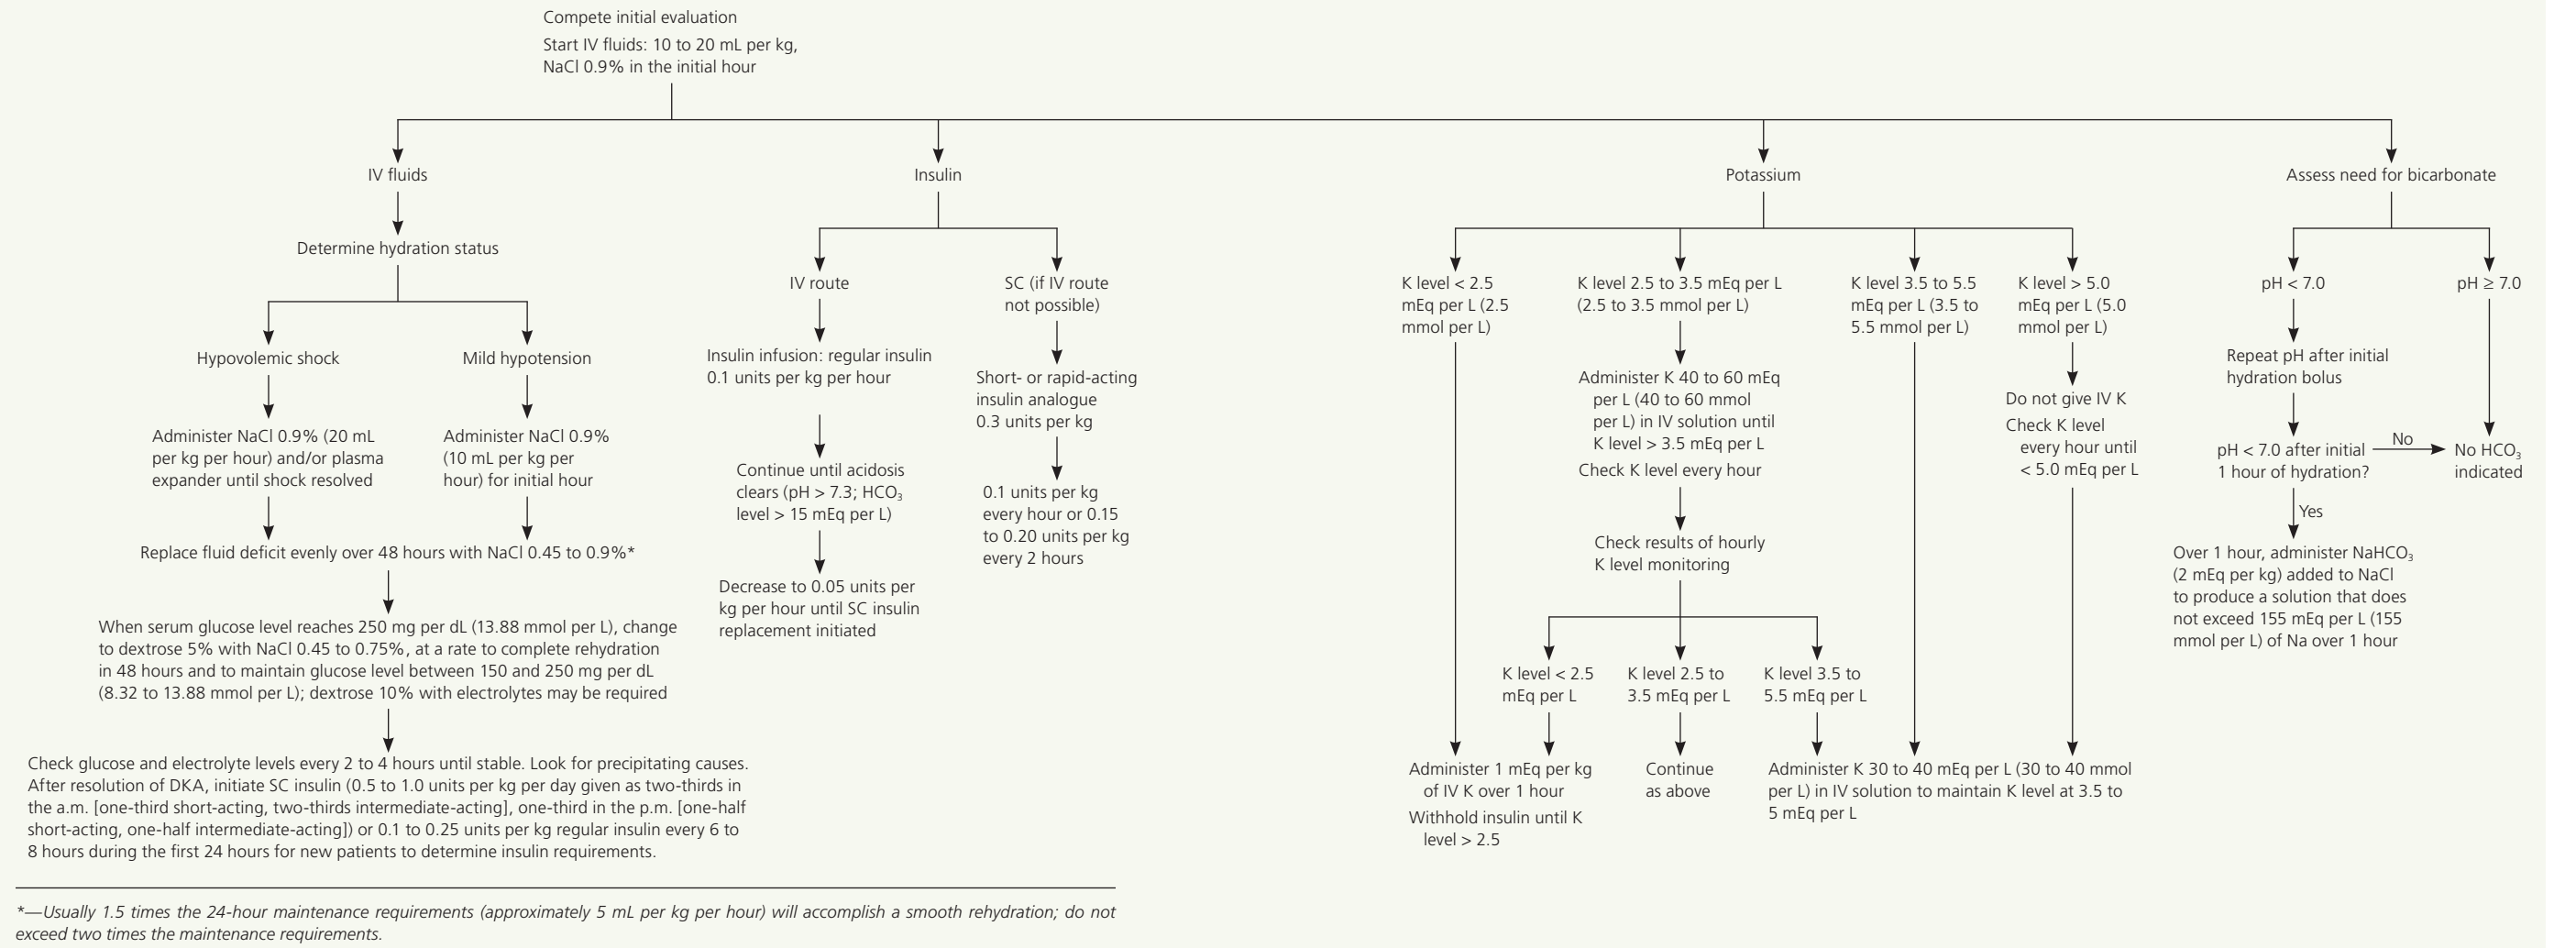 Compete initial evaluation
Start IV fluids: 10 to 20 mL per kg,
NaCl 0.9% in the initial hour
IV fluids
Determine hydration status
Hypovolemic shock
Administer NaCl 0.9% (20 mL
per kg per hour) and/or plasma
expander until shock resolved
Mild hypotension
Administer NaCl 0.9%
(10 mL per kg per
hour) for initial hour
Replace fluid deficit evenly over 48 hours with NaCl 0.45 to 0.9%*
When serum glucose level reaches 250 mg per dL (13.88 mmol per L), change
to dextrose 5% with NaCl 0.45 to 0.75%, at a rate to complete rehydration
in 48 hours and to maintain glucose level between 150 and 250 mg per dL
(8.32 to 13.88 mmol per L); dextrose 10% with electrolytes may be required
Check glucose and electrolyte levels every 2 to 4 hours until stable. Look for precipitating causes.
After resolution of DKA, initiate SC insulin (0.5 to 1.0 units per kg per day given as two-thirds in
the a.m. [one-third short-acting, two-thirds intermediate-acting], one-third in the p.m. [one-half
short-acting, one-half intermediate-acting]) or 0.1 to 0.25 units per kg regular insulin every 6 to
8 hours during the first 24 hours for new patients to determine insulin requirements.
Insulin
IV route
Insulin infusion: regular insulin
0.1 units per kg per hour
Continue until acidosis
clears (pH > 7.3; HCO₃
level > 15 mEq per L)
Decrease to 0.05 units per
kg per hour until SC insulin
replacement initiated
SC (if IV route
not possible)
Short- or rapid-acting
insulin analogue
0.3 units per kg
0.1 units per kg
every hour or 0.15
to 0.20 units per kg
every 2 hours
Potassium
K level < 2.5
mEq per L (2.5
mmol per L)
K level 2.5 to 3.5 mEq per L
(2.5 to 3.5 mmol per L)
Administer K 40 to 60 mEq
per L (40 to 60 mmol
per L) in IV solution until
K level > 3.5 mEq per L
Check K level every hour
Check results of hourly
K level monitoring
K level < 2.5
mEq per L
K level 2.5 to
3.5 mEq per L
K level 3.5 to
5.5 mEq per L
K level 3.5 to 5.5
mEq per L (3.5 to
5.5 mmol per L)
K level > 5.0
mEq per L (5.0
mmol per L)
Do not give IV K
Check K level
every hour until
< 5.0 mEq per L
Administer 1 mEq per kg
of IV K over 1 hour
Withhold insulin until K
level > 2.5
Continue
as above
Administer K 30 to 40 mEq per L (30 to 40 mmol
per L) in IV solution to maintain K level at 3.5 to
5 mEq per L
Assess need for bicarbonate
pH < 7.0
Repeat pH after initial
hydration bolus
pH < 7.0 after initial
1 hour of hydration?
No
Yes
Over 1 hour, administer NaHCO₃
(2 mEq per kg) added to NaCl
to produce a solution that does
not exceed 155 mEq per L (155
mmol per L) of Na over 1 hour
pH ≥ 7.0
No HCO₃
indicated
*—Usually 1.5 times the 24-hour maintenance requirements (approximately 5 mL per kg per hour) will accomplish a smooth rehydration; do not
exceed two times the maintenance requirements.